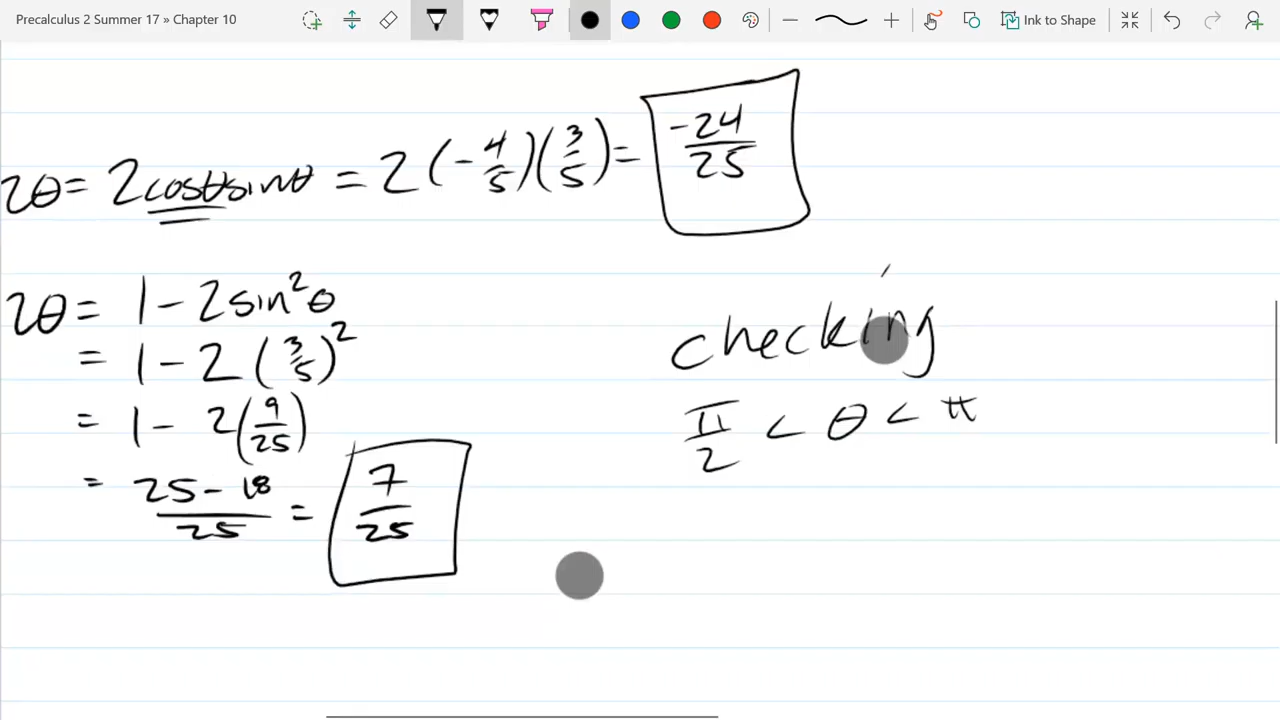 Precalculus 2 Summer 17 » Chapter 10
Ink to Shape
2θ = 2cosθsinθ = 2(-4/5)(3/5) = -24/25
2θ = 1 - 2sin²θ
= 1 - 2(3/5)²
= 1 - 2(9/25)
= 25-18/25 = 7/25
checking
π/2 < θ < π